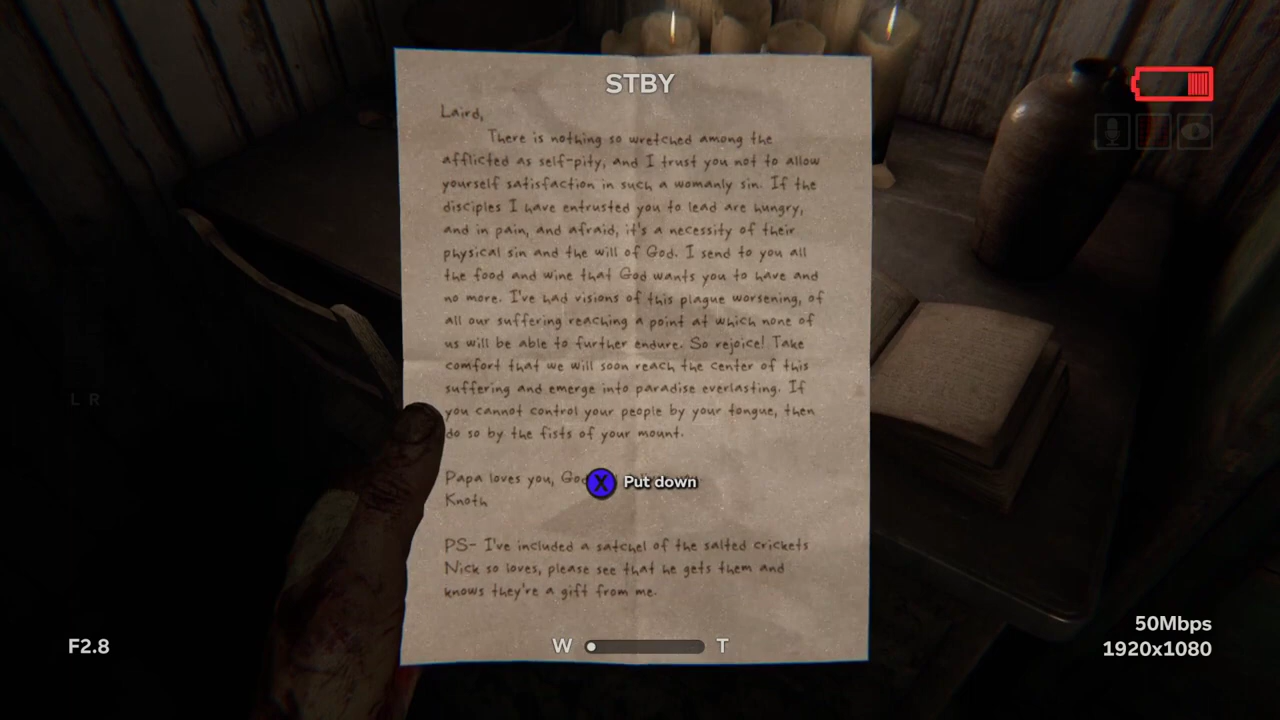 STBY
Laird,
There is nothing so wretched among the
afflicted as self-pity, and I trust you not to allow
yourself satisfaction in such a womanly sin. If the
disciples I have entrusted you to lead are hungry,
and in pain, and afraid, it's a necessity of their
physical sin and the will of God. I send to you all
the food and wine that God wants you to have and
no more. I've had visions of this plague worsening, of
all our suffering reaching a point at which none of
us will be able to further endure. So rejoice! Take
comfort that we will soon reach the center of this
suffering and emerge into paradise everlasting. If
you cannot control your people by your tongue, then
do so by the fists of your mount.
Papa loves you, God
X Put down
Knoth
PS- I've included a satchel of the salted crickets
Nick so loves, please see that he gets them and
knows they're a gift from me.
L R
F2.8
W T
50Mbps
1920x1080